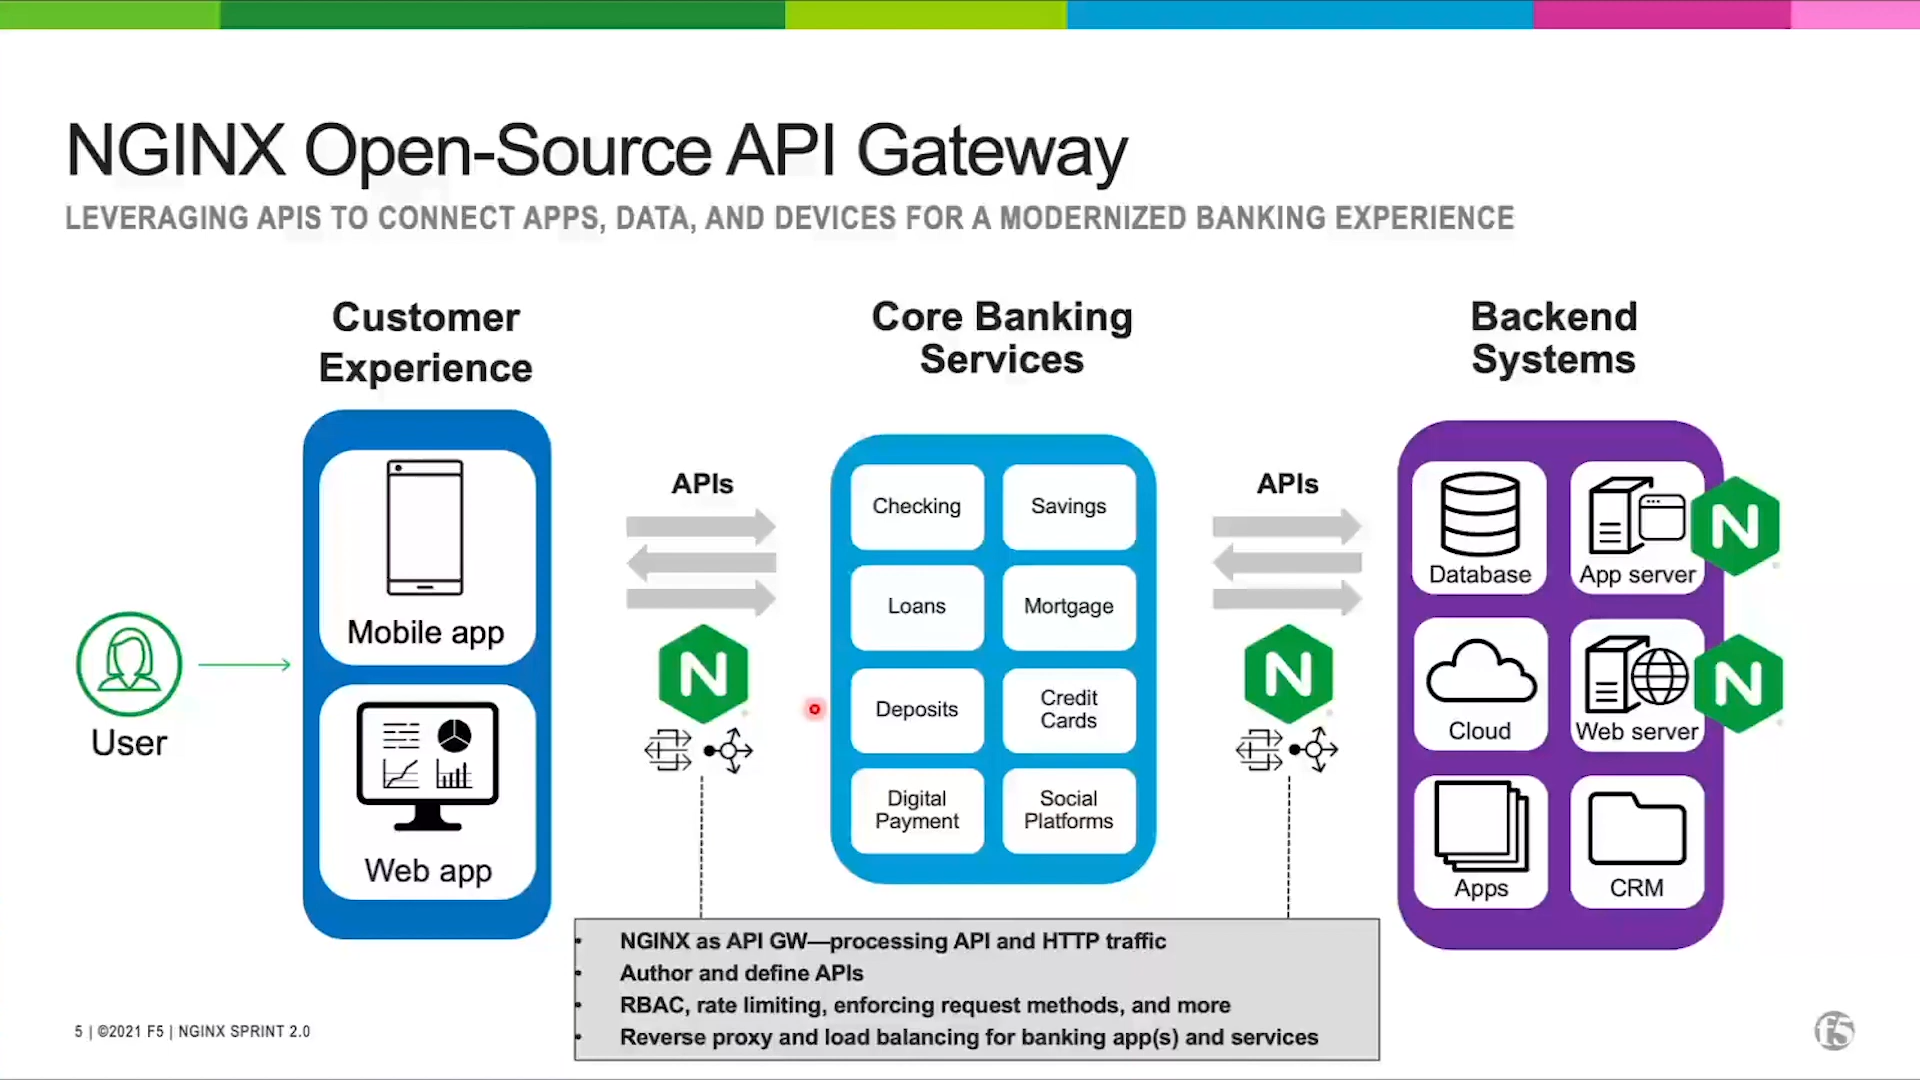 NGINX Open-Source API Gateway
LEVERAGING APIS TO CONNECT APPS, DATA, AND DEVICES FOR A MODERNIZED BANKING EXPERIENCE
Customer
Experience
Core Banking
Services
Backend
Systems
User
Mobile app
Web app
APIs
N
Checking
Savings
Loans
Mortgage
Deposits
Credit
Cards
Digital
Payment
Social
Platforms
APIs
N
Database
App server
N
Cloud
Web server
N
Apps
CRM
• NGINX as API GW—processing API and HTTP traffic
• Author and define APIs
• RBAC, rate limiting, enforcing request methods, and more
• Reverse proxy and load balancing for banking app(s) and services
5 | ©2021 F5 | NGINX SPRINT 2.0
f5